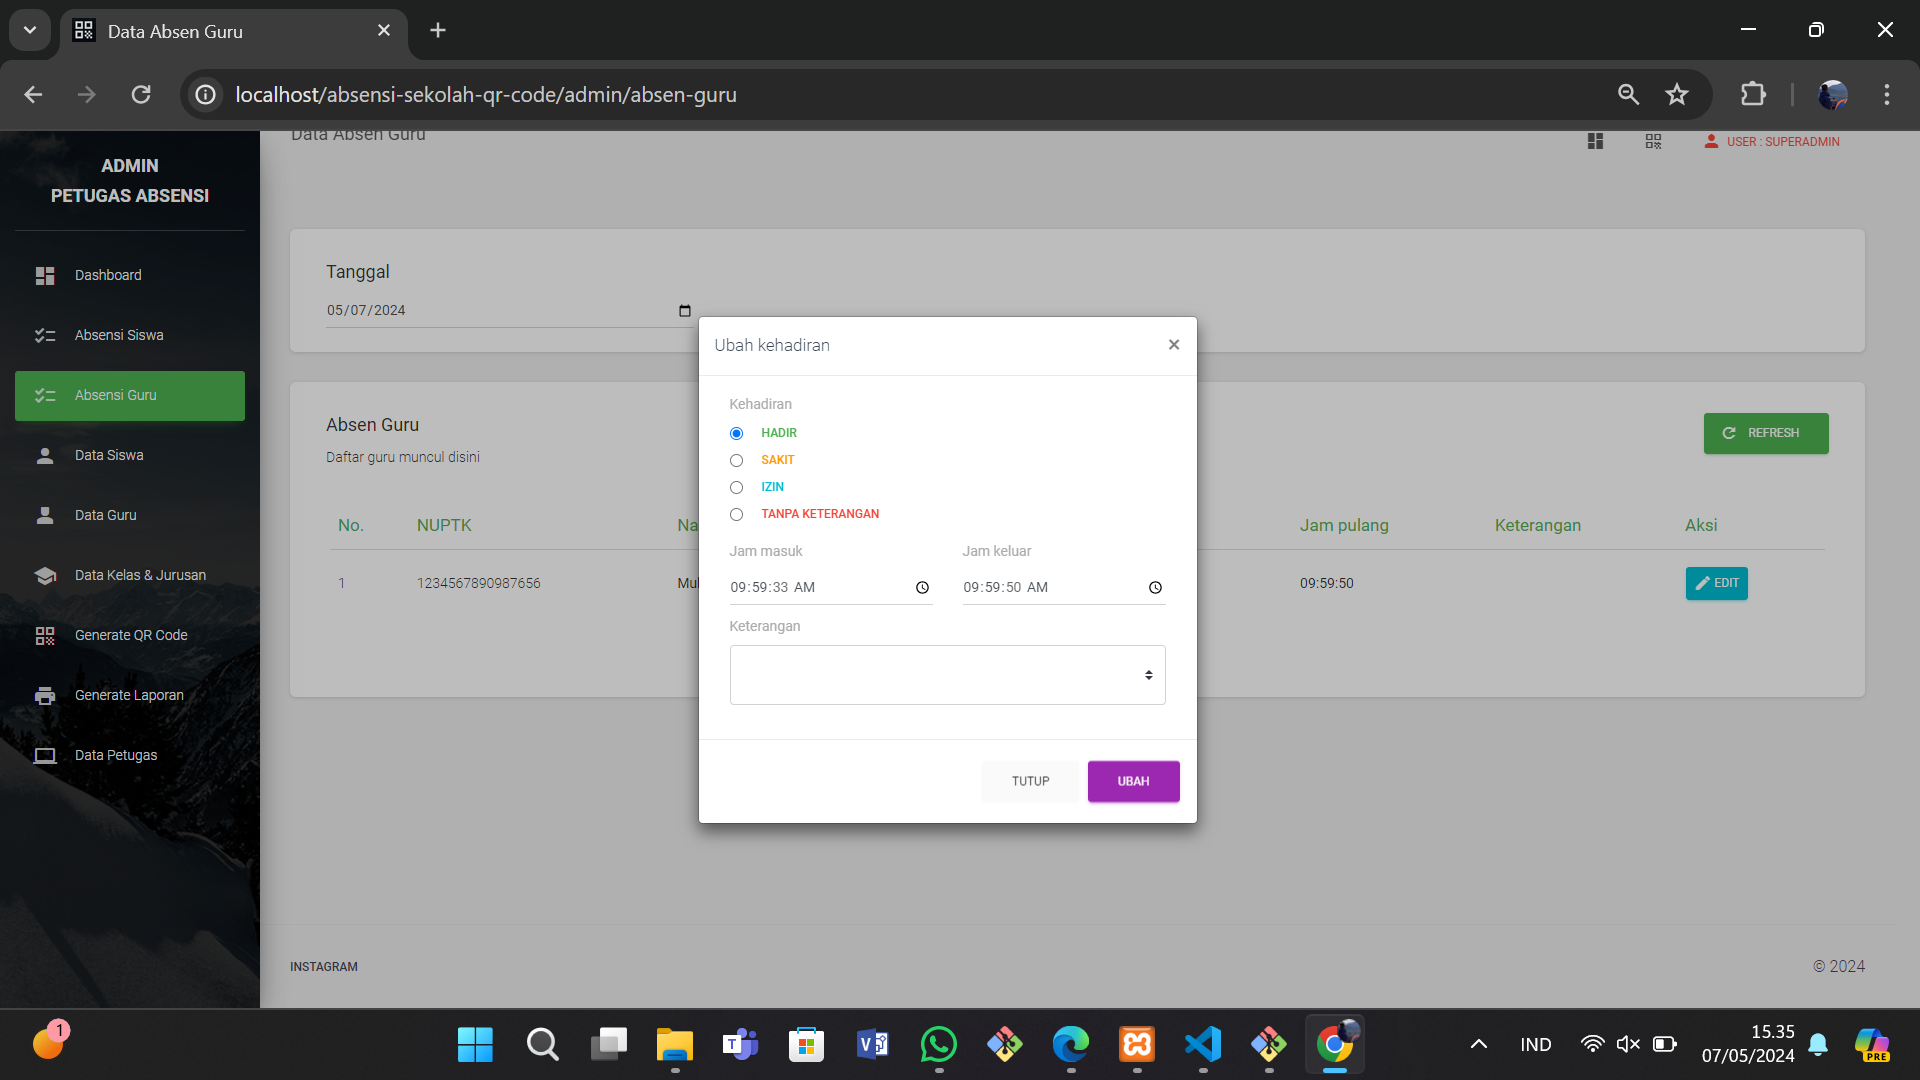 Data Absen Guru
localhost/absensi-sekolah-qr-code/admin/absen-guru
ADMIN
PETUGAS ABSENSI
Dashboard
Absensi Siswa
Absensi Guru
Data Siswa
Data Guru
Data Kelas & Jurusan
Generate QR Code
Generate Laporan
Data Petugas
Data Absen Guru
USER : SUPERADMIN
Tanggal
05/07/2024
Absen Guru
Daftar guru muncul disini
REFRESH
No. NUPTK Na Jam pulang Keterangan Aksi
1 1234567890987656 Mul 09:59:50 EDIT
Ubah kehadiran
×
Kehadiran
HADIR
SAKIT
IZIN
TANPA KETERANGAN
Jam masuk Jam keluar
09:59:33 AM 09:59:50 AM
Keterangan
TUTUP UBAH
INSTAGRAM © 2024
1
IND
15.35
07/05/2024
PRE